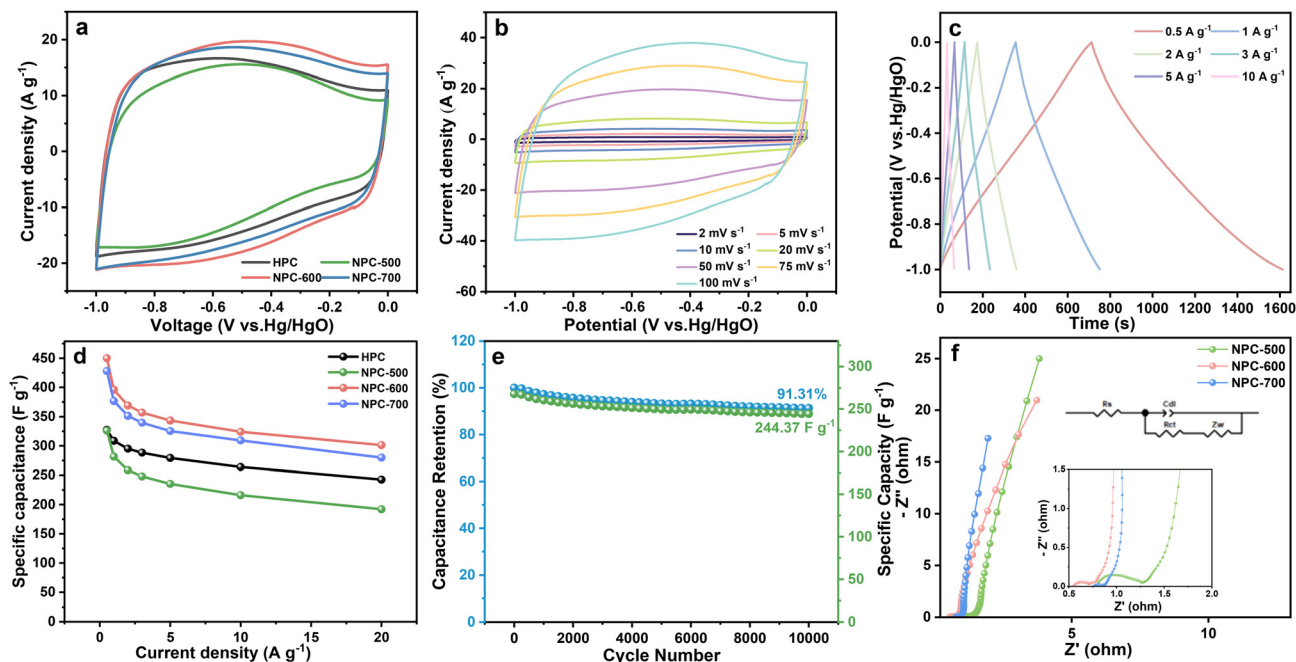 a
20
10
0
-10
-20
Current density (A g⁻¹)
HPC
NPC-500
NPC-600
NPC-700
-1.0
-0.8
-0.6
-0.4
-0.2
0.0
Voltage (V vs.Hg/HgO)
b
60
40
20
0
-20
-40
-60
Current density (A g⁻¹)
2 mV s⁻¹
5 mV s⁻¹
10 mV s⁻¹
20 mV s⁻¹
50 mV s⁻¹
75 mV s⁻¹
100 mV s⁻¹
-1.0
-0.8
-0.6
-0.4
-0.2
0.0
Potential (V vs.Hg/HgO)
c
0.0
-0.2
-0.4
-0.6
-0.8
-1.0
Potential (V vs.Hg/HgO)
0.5 A g⁻¹
1 A g⁻¹
2 A g⁻¹
3 A g⁻¹
5 A g⁻¹
10 A g⁻¹
0
200
400
600
800
1000
1200
1400
1600
Time (s)
d
450
400
350
300
250
200
150
100
50
0
Specific capacitance (F g⁻¹)
HPC
NPC-500
NPC-600
NPC-700
0
5
10
15
20
Current density (A g⁻¹)
e
120
100
80
60
40
20
0
Capacitance Retention (%)
91.31%
244.37 F g⁻¹
0
2000
4000
6000
8000
10000
Cycle Number
300
250
200
150
100
50
0
Specific Capacity (F g⁻¹)
f
25
20
15
10
5
0
- Z'' (ohm)
NPC-500
NPC-600
NPC-700
Rs
Cdl
Rct
Zw
1.5
1.0
0.5
0.0
- Z'' (ohm)
0.5
1.0
1.5
2.0
Z' (ohm)
5
10
Z' (ohm)